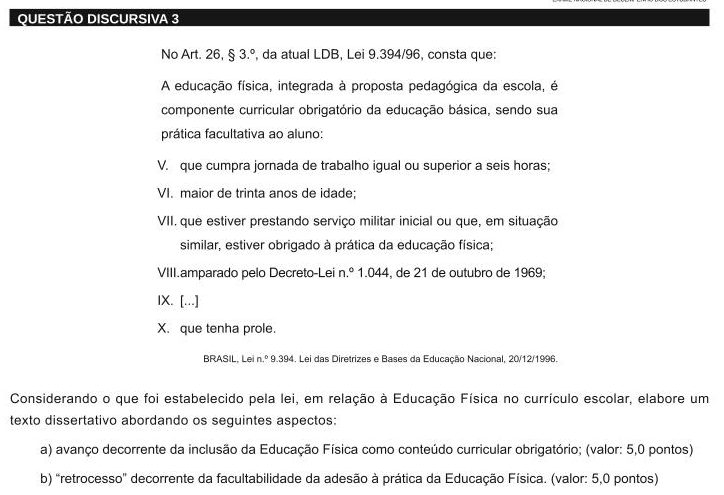 QUESTÃO DISCURSIVA 3
No Art. 26, § 3.º, da atual LDB, Lei 9.394/96, consta que:
A educação física, integrada à proposta pedagógica da escola, é
componente curricular obrigatório da educação básica, sendo sua
prática facultativa ao aluno:
V. que cumpra jornada de trabalho igual ou superior a seis horas;
VI. maior de trinta anos de idade;
VII. que estiver prestando serviço militar inicial ou que, em situação
similar, estiver obrigado à prática da educação física;
VIII.amparado pelo Decreto-Lei n.º 1.044, de 21 de outubro de 1969;
IX. [...]
X. que tenha prole.
BRASIL, Lei n.º 9.394. Lei das Diretrizes e Bases da Educação Nacional, 20/12/1996.
Considerando o que foi estabelecido pela lei, em relação à Educação Física no currículo escolar, elabore um
texto dissertativo abordando os seguintes aspectos:
a) avanço decorrente da inclusão da Educação Física como conteúdo curricular obrigatório; (valor: 5,0 pontos)
b) “retrocesso” decorrente da facultabilidade da adesão à prática da Educação Física. (valor: 5,0 pontos)